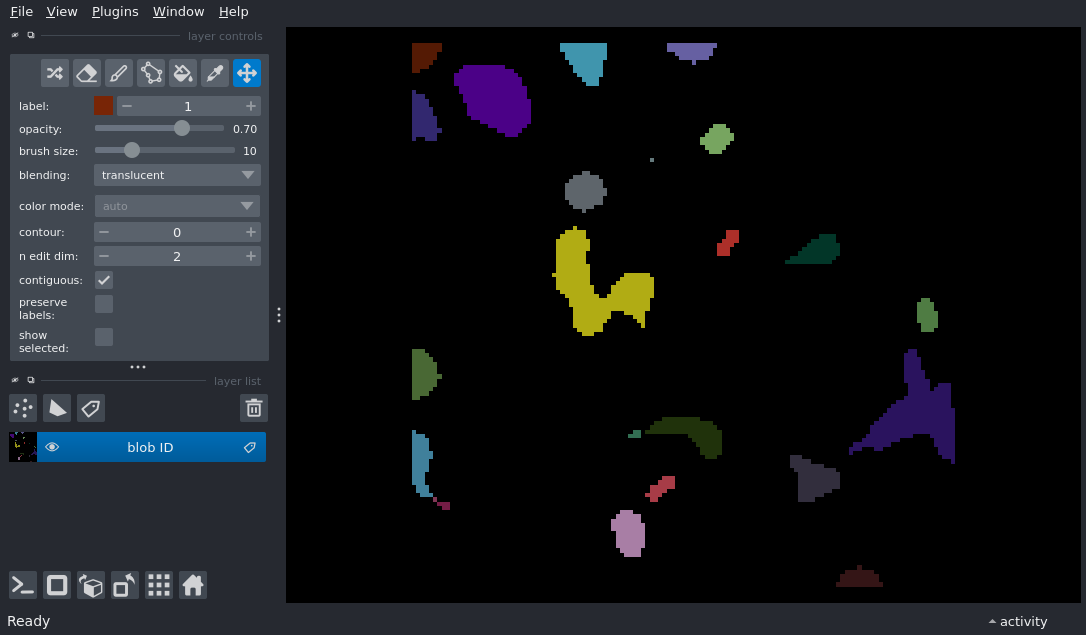 File View Plugins Window Help
layer controls
label: 1
opacity: 0.70
brush size: 10
blending: translucent
color mode: auto
contour: 0
n edit dim: 2
contiguous:
preserve
labels:
show
selected:
layer list
blob ID
Ready
activity